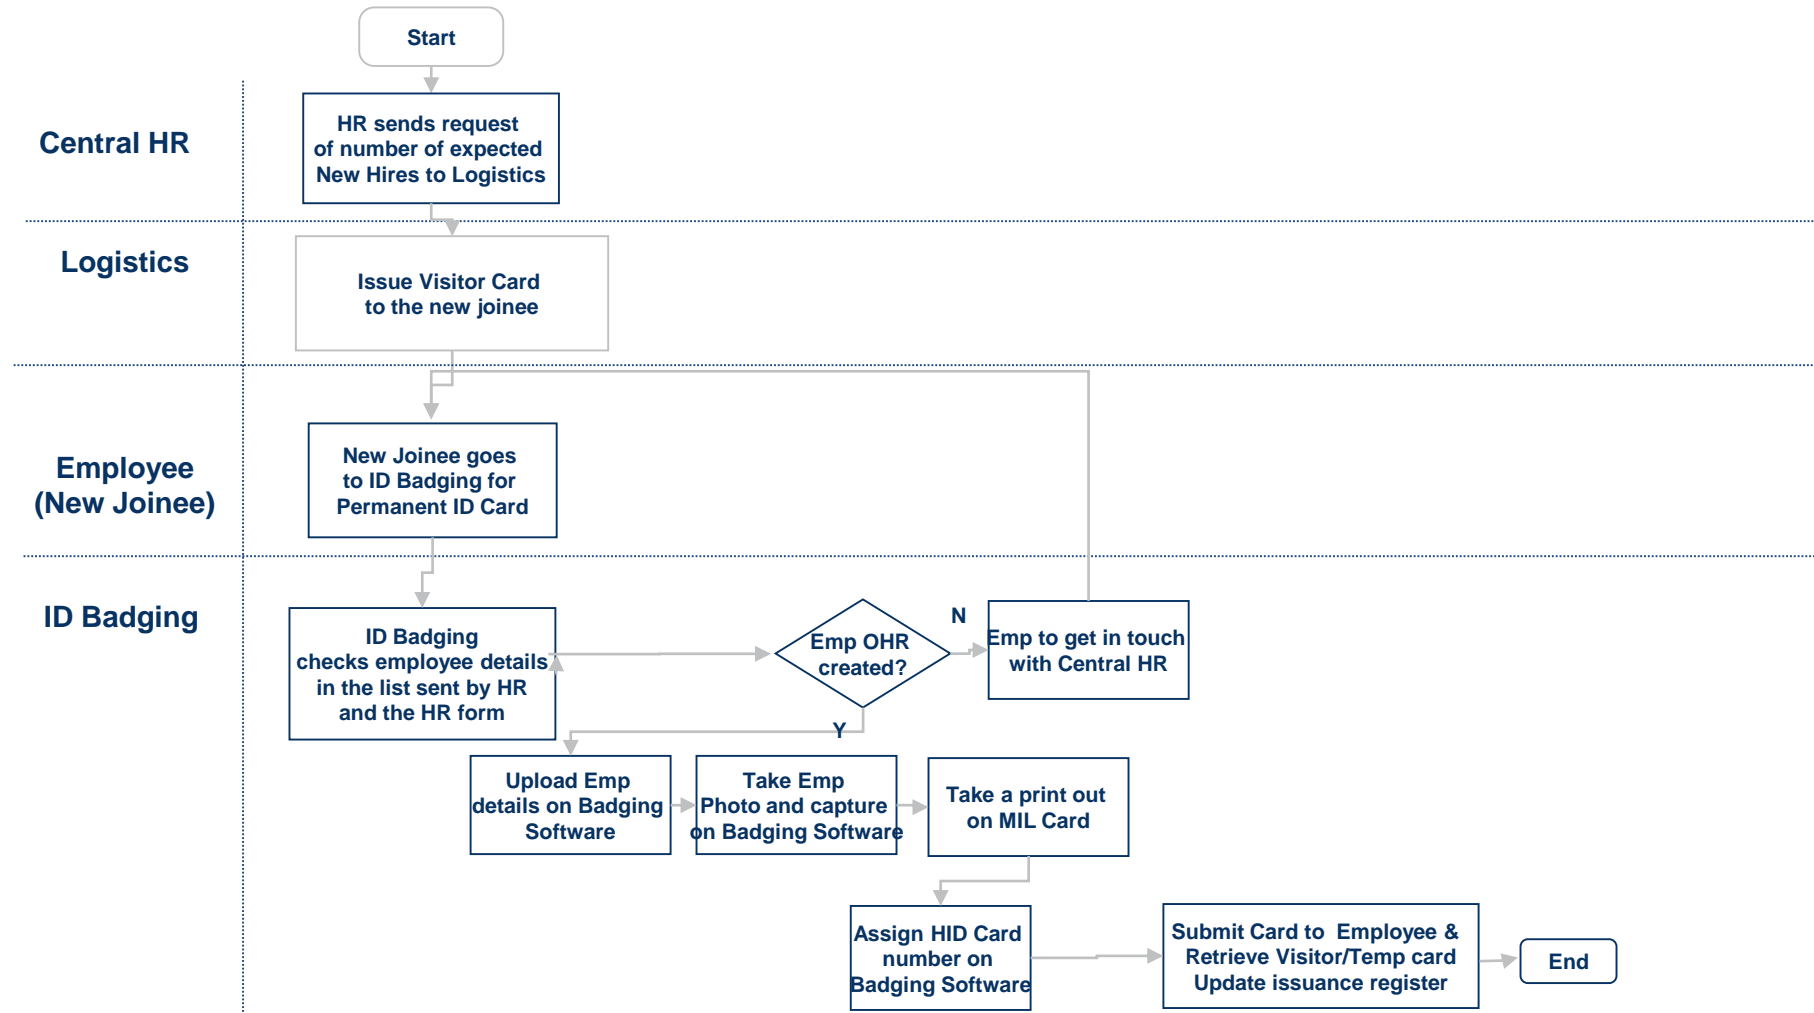 Start
Central HR
HR sends request
of number of expected
New Hires to Logistics
Logistics
Issue Visitor Card
to the new joinee
Employee
(New Joinee)
New Joinee goes
to ID Badging for
Permanent ID Card
ID Badging
ID Badging
checks employee details
in the list sent by HR
and the HR form
Emp OHR
created?
N
Emp to get in touch
with Central HR
Y
Upload Emp
details on Badging
Software
Take Emp
Photo and capture
on Badging Software
Take a print out
on MIL Card
Assign HID Card
number on
Badging Software
Submit Card to Employee &
Retrieve Visitor/Temp card
Update issuance register
End